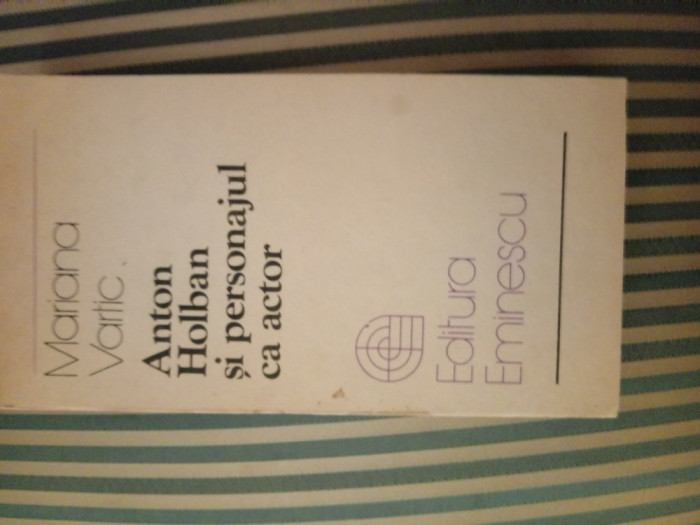 Mariana
Vartic
Anton
Holban
și personajul
ca actor
Editura
Eminescu